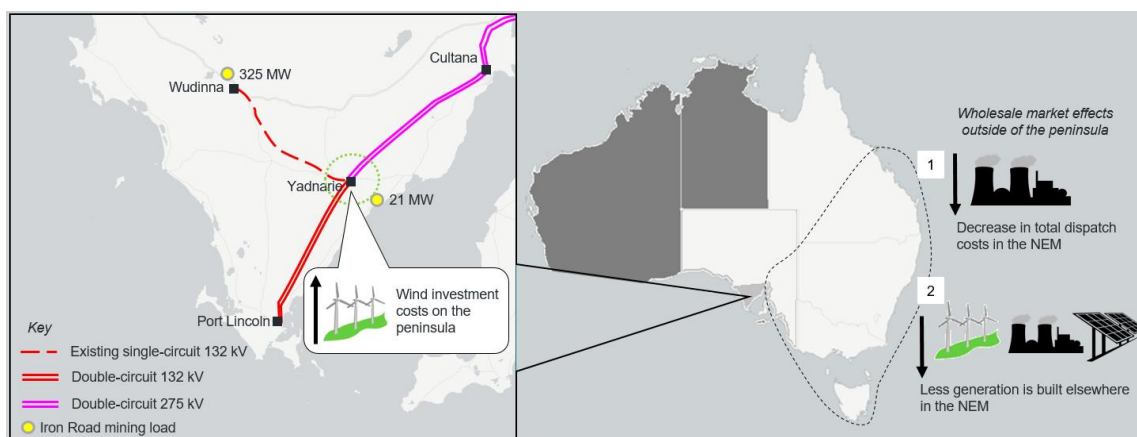 Cultana
325 MW
Wudinna
Yadnarie
21 MW
Wind investment
costs on the
peninsula
Port Lincoln
Key
Existing single-circuit 132 kV
Double-circuit 132 kV
Double-circuit 275 kV
Iron Road mining load
Wholesale market effects
outside of the peninsula
1
Decrease in total dispatch
costs in the NEM
2
Less generation is built elsewhere
in the NEM